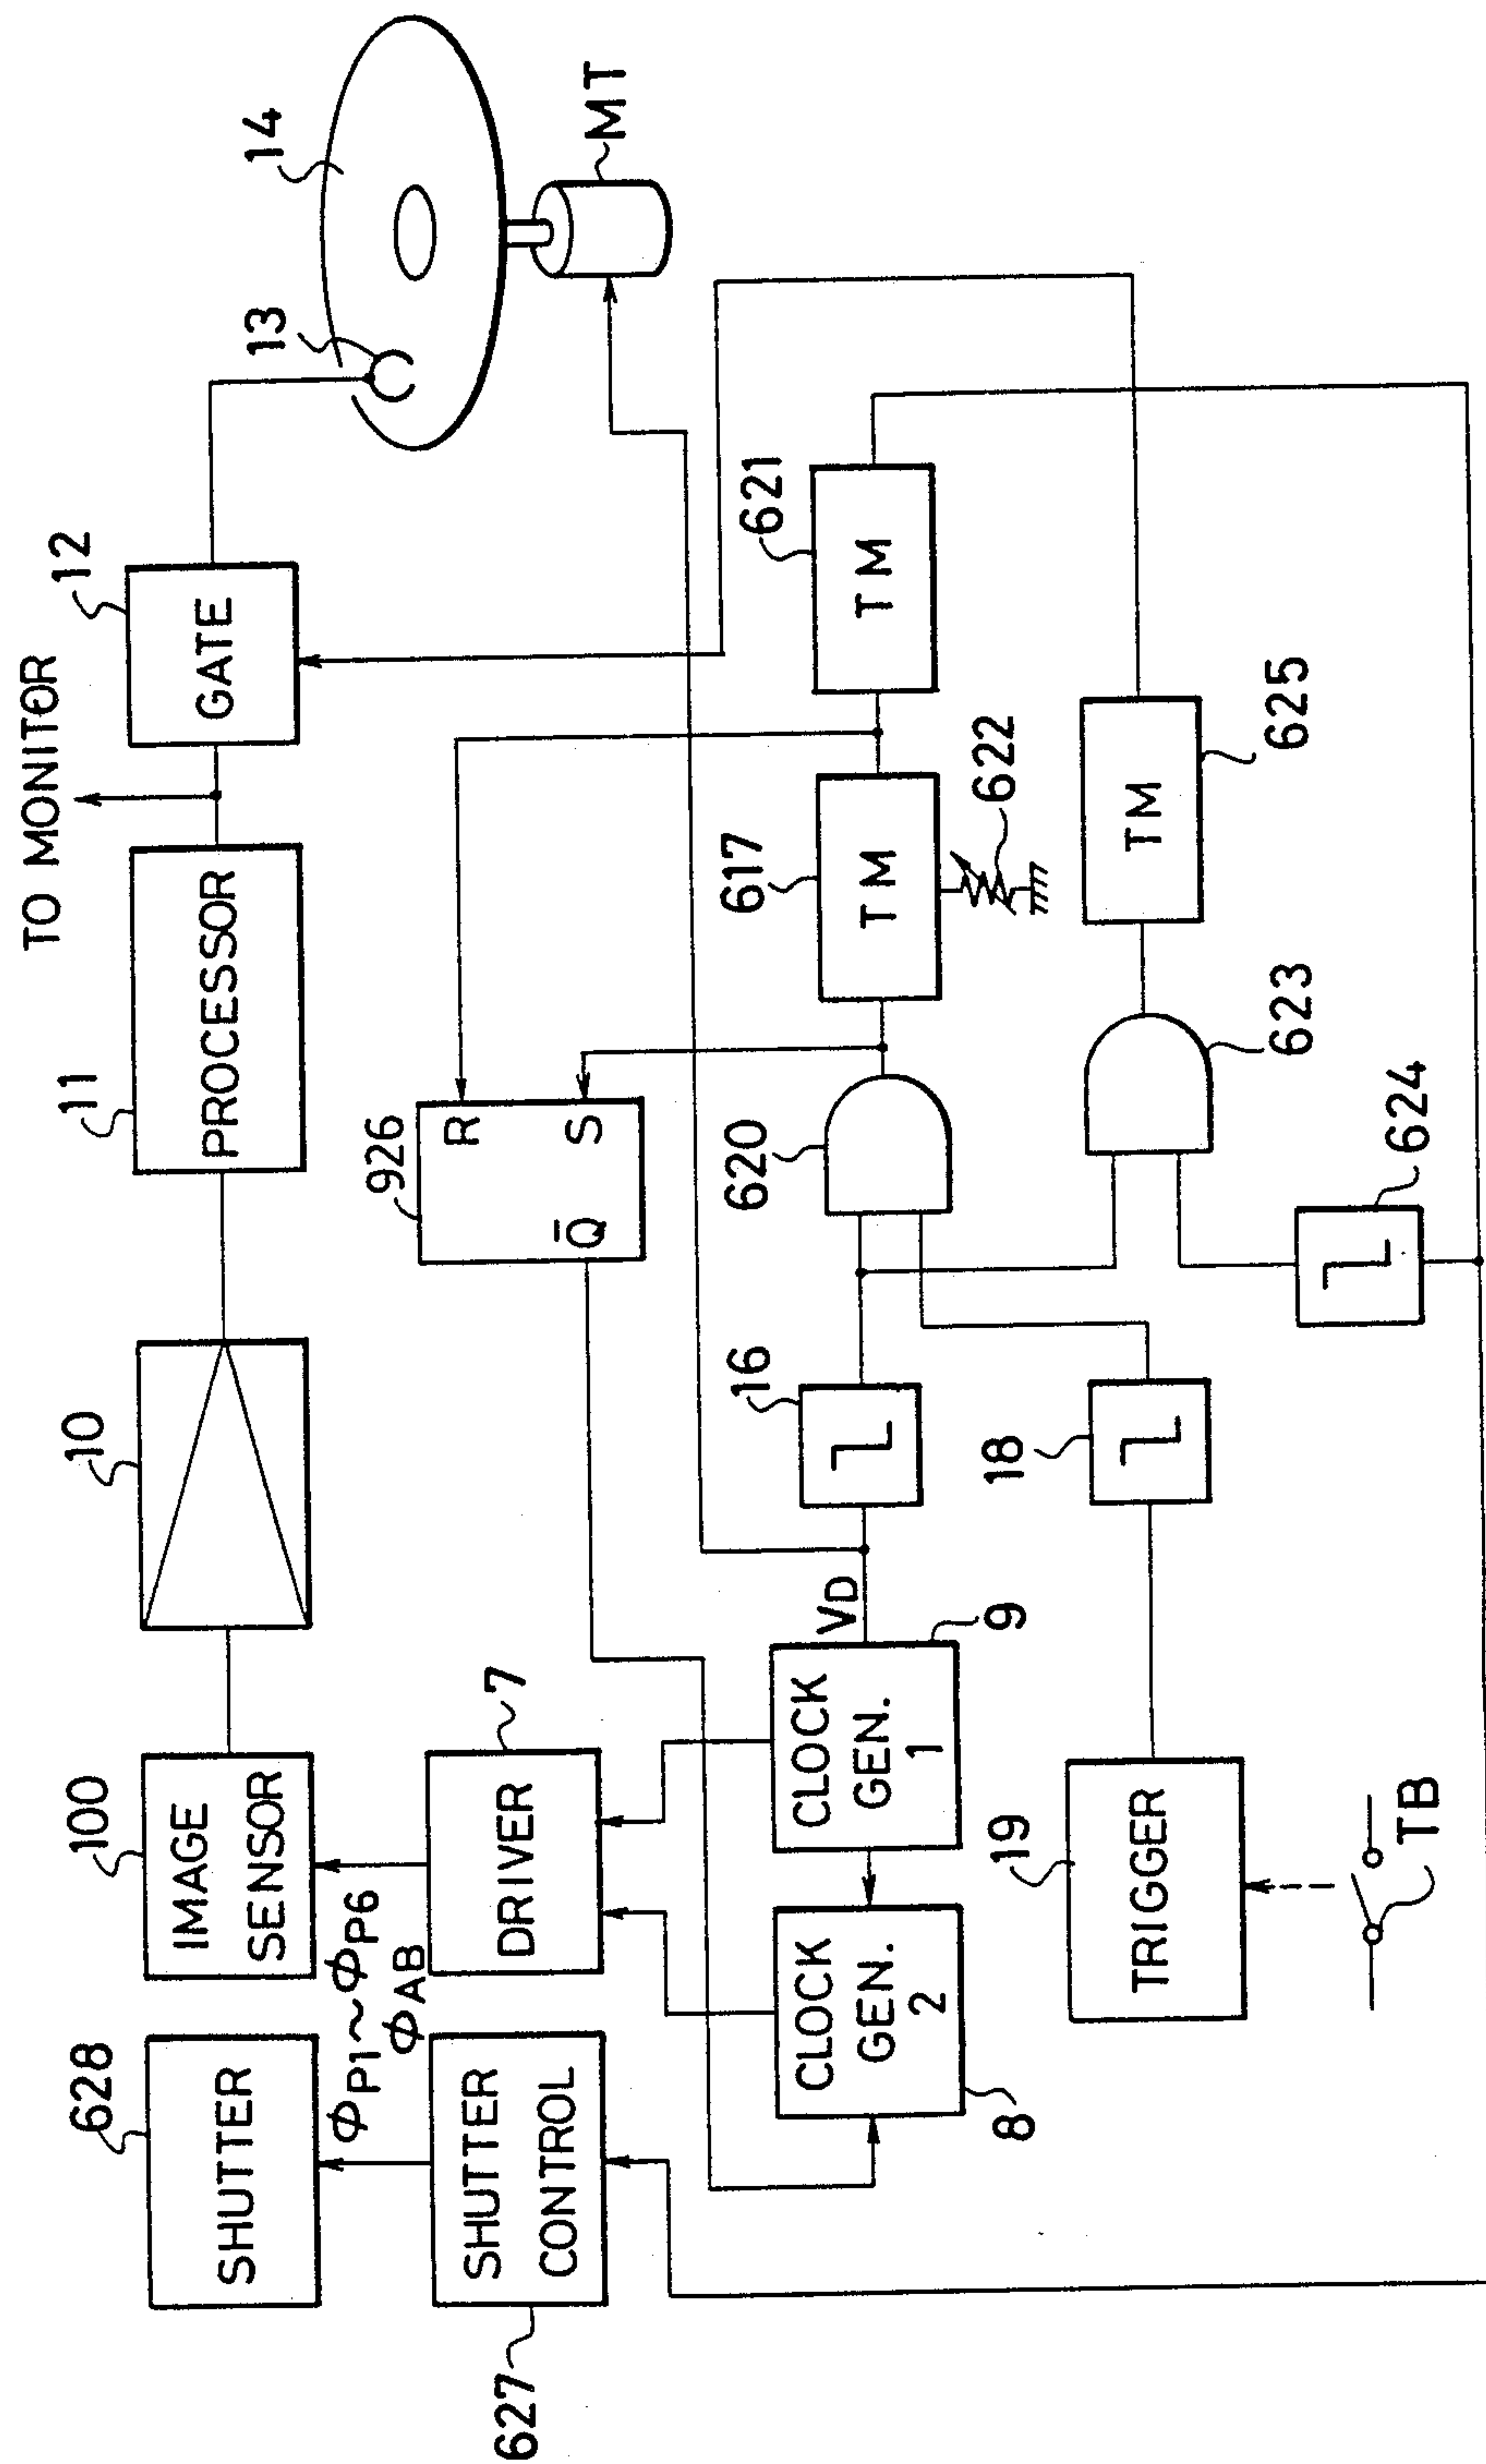 TO MONITOR
628
SHUTTER
100
IMAGE
SENSOR
10
11
PROCESSOR
12
GATE
13
14
MT
ΦP1~ΦP6
ΦAB
627
SHUTTER
CONTROL
7
DRIVER
926
R
S
Q̄
8
CLOCK
GEN.
2
9
CLOCK
GEN.
1
VD
16
620
617
TM
622
621
TM
19
TRIGGER
TB
18
624
623
625
TM